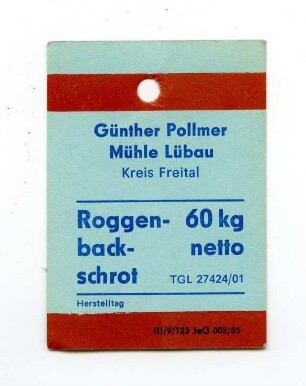 Günther Pollmer
Mühle Lübau
Kreis Freital
Roggen- 60 kg
back- netto
schrot TGL 27424/01
Herstelltag
III/9/123 JeG 002/85